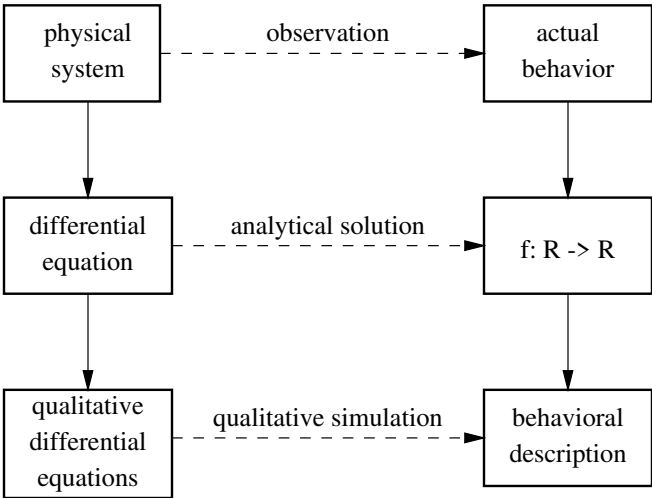 physical
system
observation
actual
behavior
differential
equation
analytical solution
f: R -> R
qualitative
differential
equations
qualitative simulation
behavioral
description